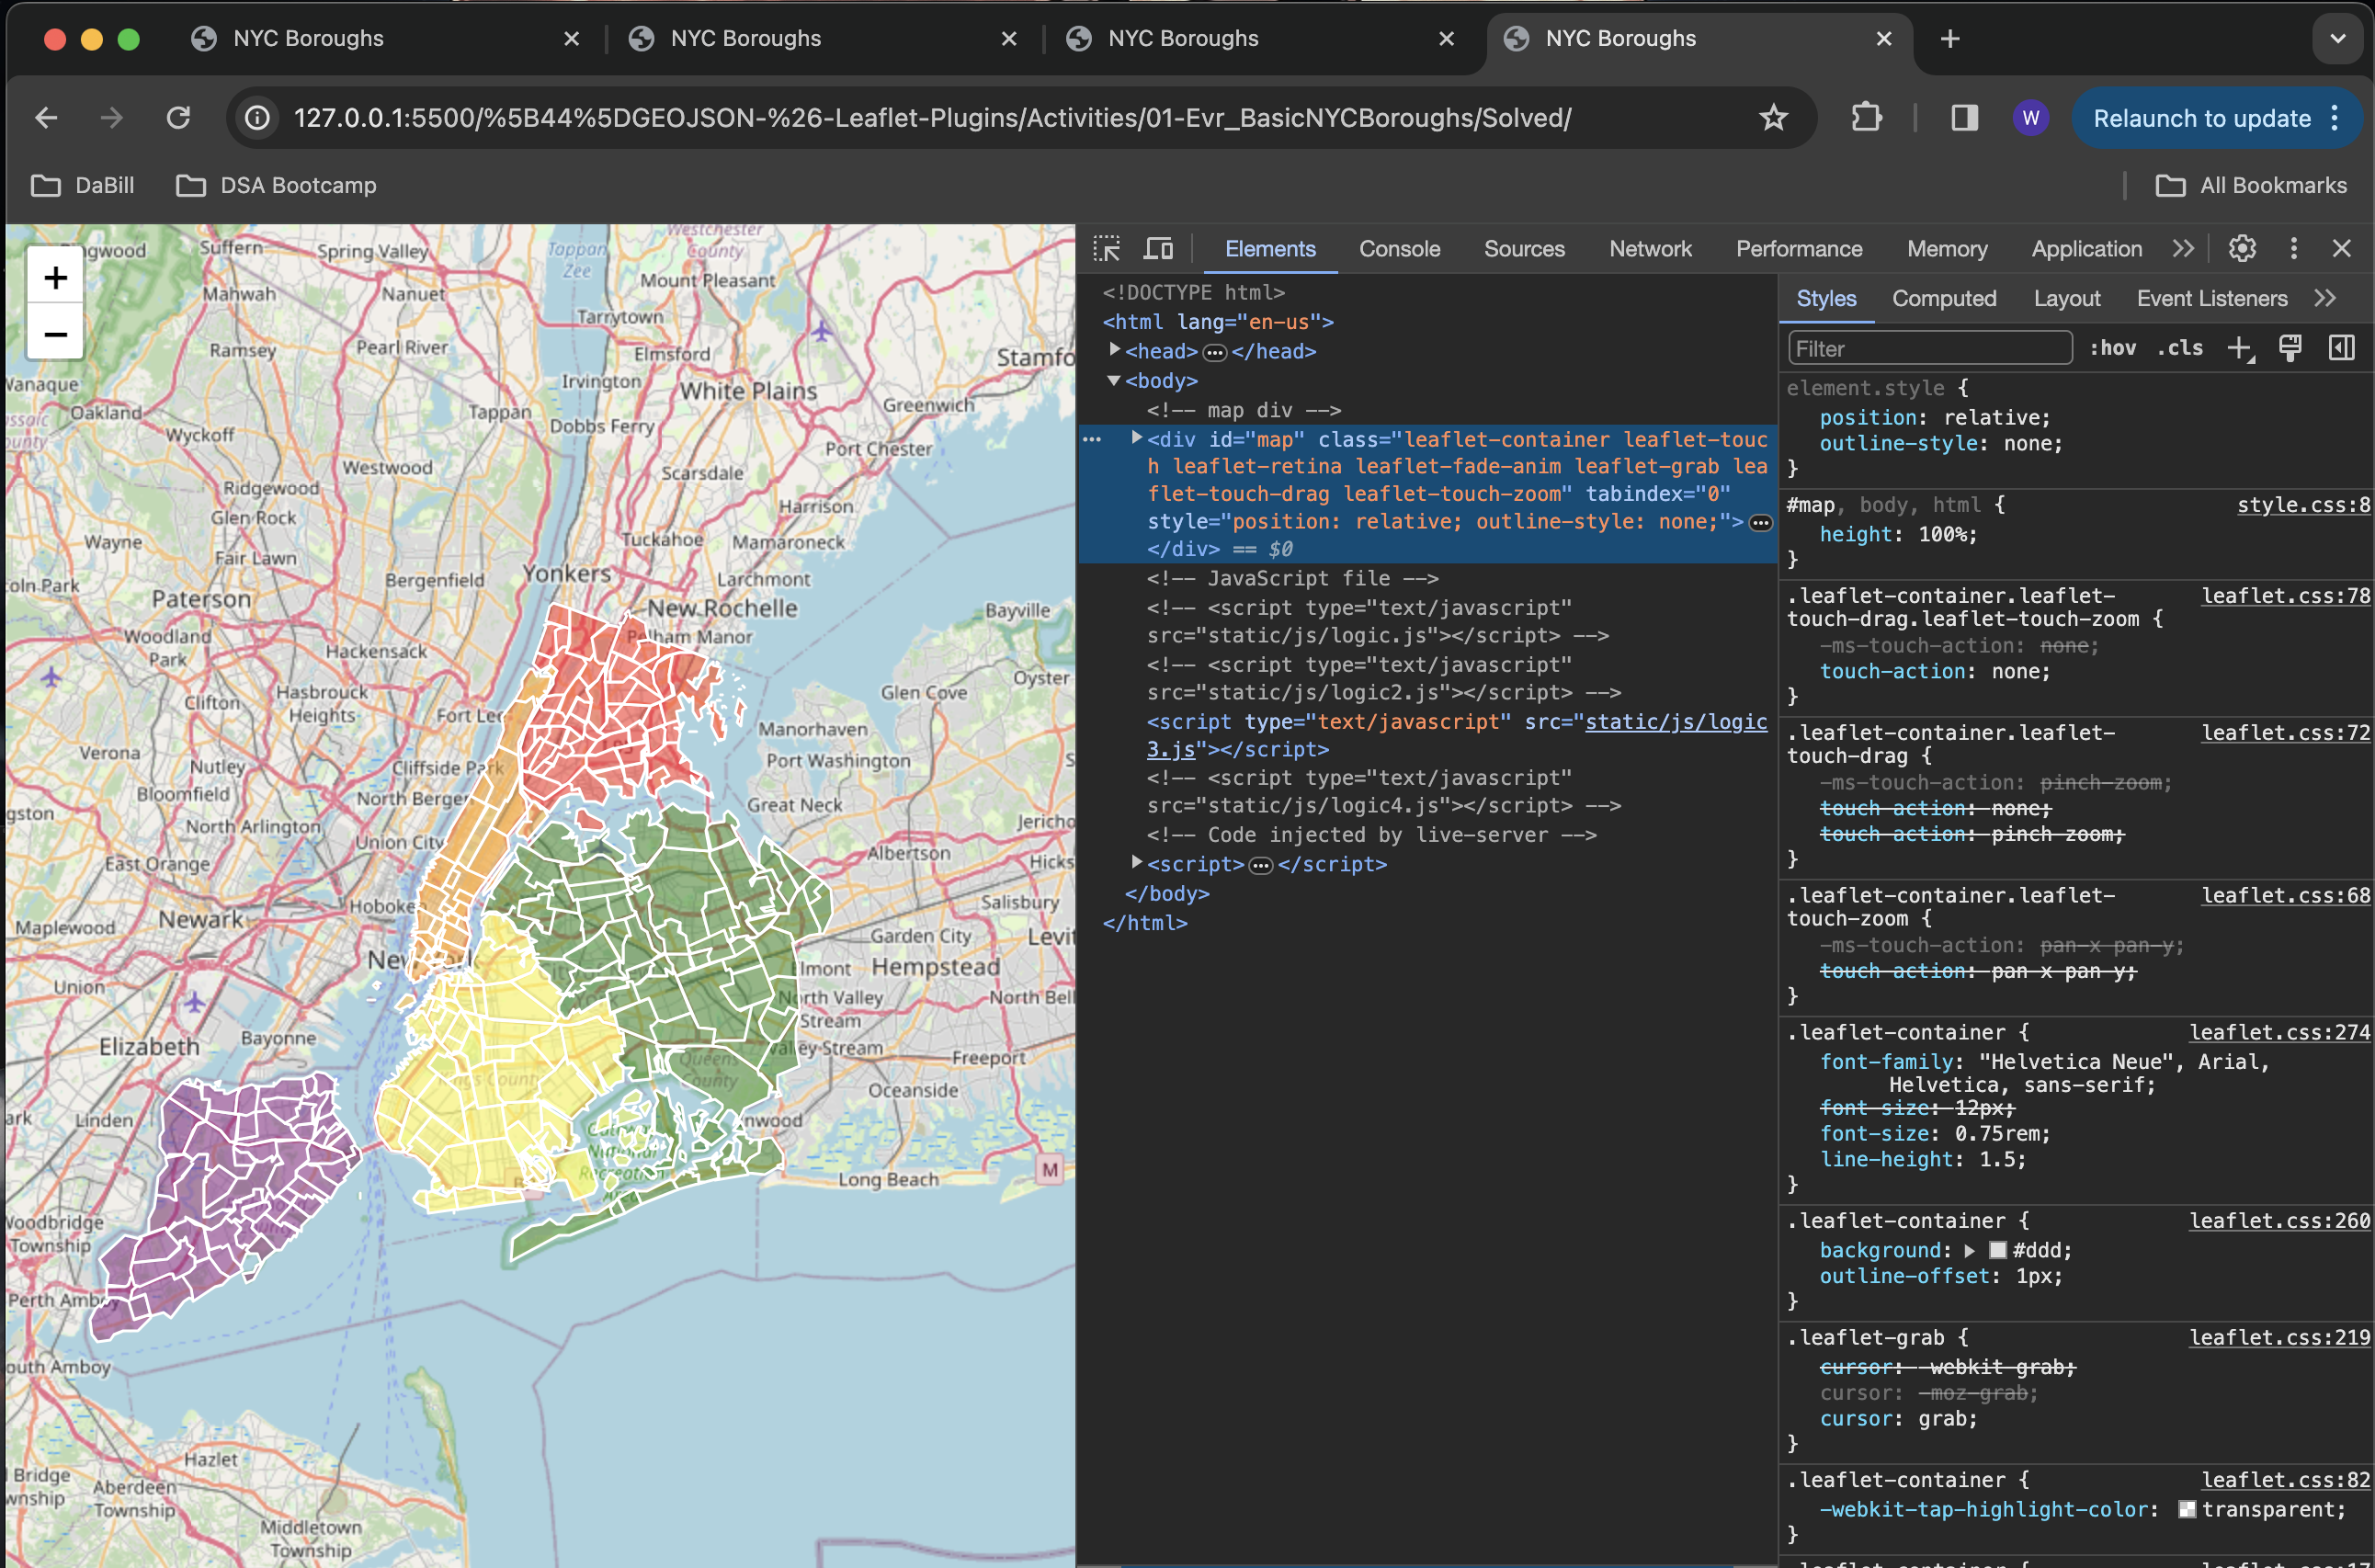 NYC Boroughs
NYC Boroughs
NYC Boroughs
NYC Boroughs
127.0.0.1:5500/%5B44%5DGEOJSON-%26-Leaflet-Plugins/Activities/01-Evr_BasicNYCBoroughs/Solved/
W
Relaunch to update
DaBill
DSA Bootcamp
All Bookmarks
+
−
Suffern
Spring Valley
Tappan
Zee
Westchester
County
Mount Pleasant
Mahwah
Nanuet
Tarrytown
Ramsey
Pearl River
Elmsford
Irvington
White Plains
Wanaque
Oakland
Tappan
Greenwich
Wyckoff
Dobbs Ferry
Port Chester
Westwood
Scarsdale
Ridgewood
Harrison
Glen Rock
Wayne
Tuckahoe
Mamaroneck
Fair Lawn
Bergenfield
Yonkers
Larchmont
Paterson
New Rochelle
Bayville
Woodland
Park
Pelham Manor
Hackensack
Hasbrouck
Heights
Glen Cove
Oyster
Clifton
Fort Lee
Manorhaven
Verona
Nutley
Cliffside Park
Port Washington
Bloomfield
North Bergen
Great Neck
North Arlington
Union City
Jericho
East Orange
Albertson
Hicks
Newark
Hoboken
Salisbury
Maplewood
Garden City
Levit
New York
Elmont
Hempstead
Union
North Valley
Stream
North Bell
Bayonne
Elizabeth
Valley Stream
Freeport
Kings County
Queens
County
Oceanside
Linden
nwood
National
Recreation
Long Beach
M
Woodbridge
Township
Perth Amboy
outh Amboy
Hazlet
Aberdeen
Township
Middletown
Township
Elements
Console
Sources
Network
Performance
Memory
Application
<!DOCTYPE html>
<html lang="en-us">
<head>…</head>
<body>
<!-- map div -->
<div id="map" class="leaflet-container leaflet-touc
h leaflet-retina leaflet-fade-anim leaflet-grab lea
flet-touch-drag leaflet-touch-zoom" tabindex="0"
style="position: relative; outline-style: none;">…
</div> == $0
<!-- JavaScript file -->
<!-- <script type="text/javascript"
src="static/js/logic.js"></script> -->
<!-- <script type="text/javascript"
src="static/js/logic2.js"></script> -->
<script type="text/javascript" src="static/js/logic
3.js"></script>
<!-- <script type="text/javascript"
src="static/js/logic4.js"></script> -->
<!-- Code injected by live-server -->
<script>…</script>
</body>
</html>
Styles
Computed
Layout
Event Listeners
Filter
:hov
.cls
element.style {
position: relative;
outline-style: none;
}
#map, body, html {
style.css:8
height: 100%;
}
.leaflet-container.leaflet-
touch-drag.leaflet-touch-zoom {
leaflet.css:78
-ms-touch-action: none;
touch-action: none;
}
.leaflet-container.leaflet-
touch-drag {
leaflet.css:72
-ms-touch-action: pinch-zoom;
touch-action: none;
touch-action: pinch-zoom;
}
.leaflet-container.leaflet-
touch-zoom {
leaflet.css:68
-ms-touch-action: pan-x pan-y;
touch-action: pan-x pan-y;
}
.leaflet-container {
leaflet.css:274
font-family: "Helvetica Neue", Arial,
Helvetica, sans-serif;
font-size: 12px;
font-size: 0.75rem;
line-height: 1.5;
}
.leaflet-container {
leaflet.css:260
background: #ddd;
outline-offset: 1px;
}
.leaflet-grab {
leaflet.css:219
cursor: -webkit-grab;
cursor: -moz-grab;
cursor: grab;
}
.leaflet-container {
leaflet.css:82
-webkit-tap-highlight-color: transparent;
}